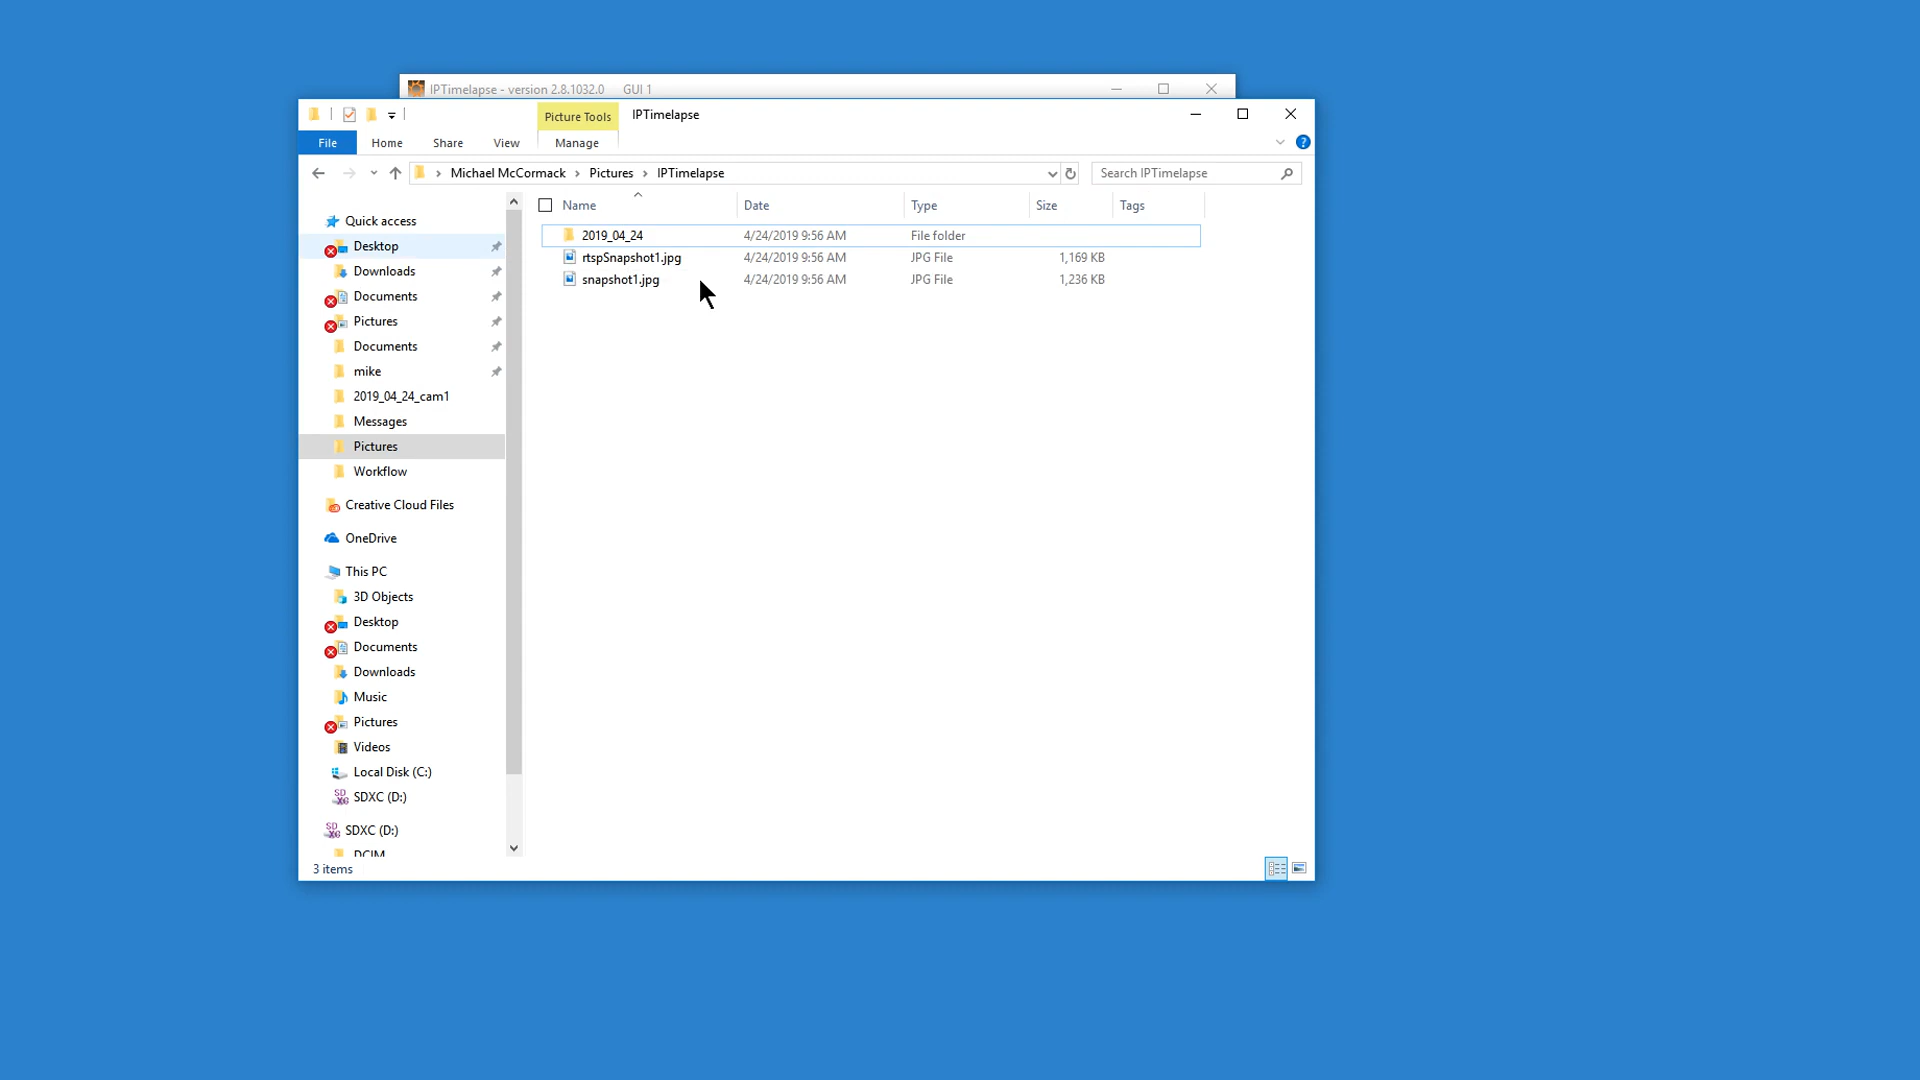 IPTimelapse - version 2.8.1032.0 GUI 1
Picture Tools IPTimelapse
File Home Share View Manage
Michael McCormack Pictures IPTimelapse Search IPTimelapse
Name Date Type Size Tags
2019_04_24 4/24/2019 9:56 AM File folder
rtspSnapshot1.jpg 4/24/2019 9:56 AM JPG File 1,169 KB
snapshot1.jpg 4/24/2019 9:56 AM JPG File 1,236 KB
Quick access
Desktop
Downloads
Documents
Pictures
Documents
mike
2019_04_24_cam1
Messages
Pictures
Workflow
Creative Cloud Files
OneDrive
This PC
3D Objects
Desktop
Documents
Downloads
Music
Pictures
Videos
Local Disk (C:)
SDXC (D:)
SDXC (D:)
DCIM
3 items